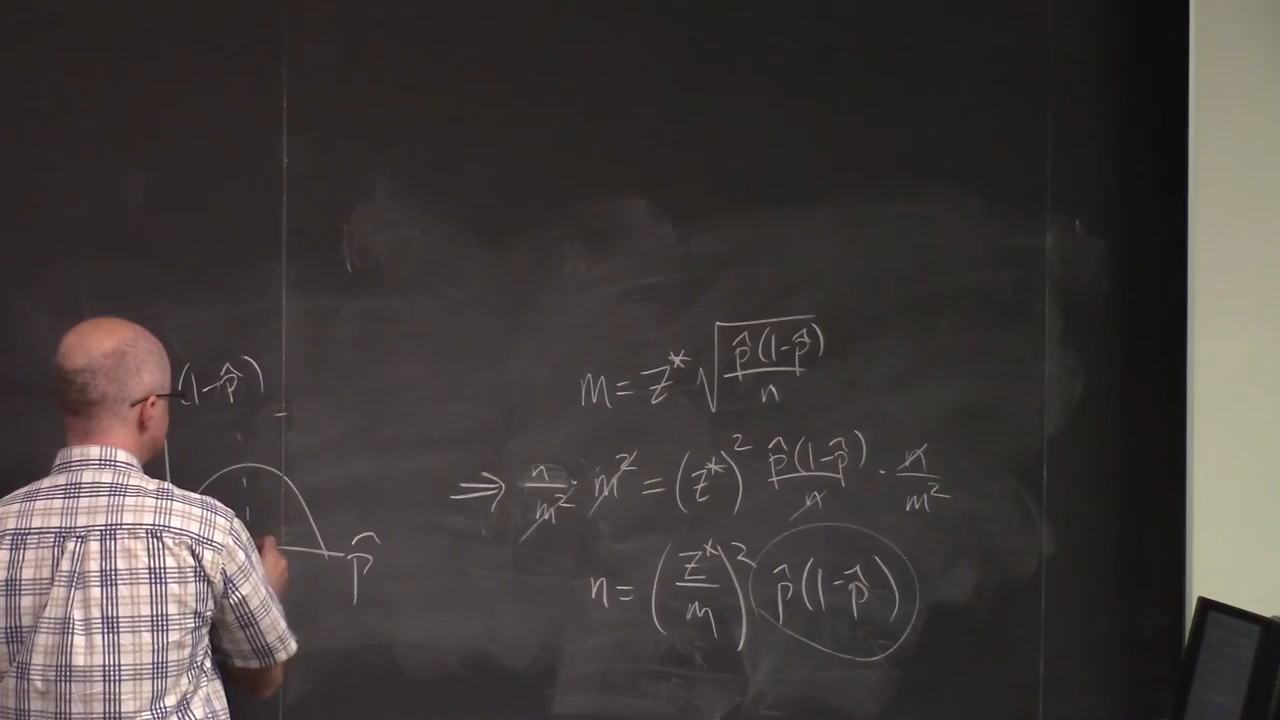 (1-p̂)
p̂
m = z* √(p̂(1-p̂)/n)
⇒ n/m² · m² = (z*)² p̂(1-p̂)/n · n/m²
n = (z*/m)² p̂(1-p̂)